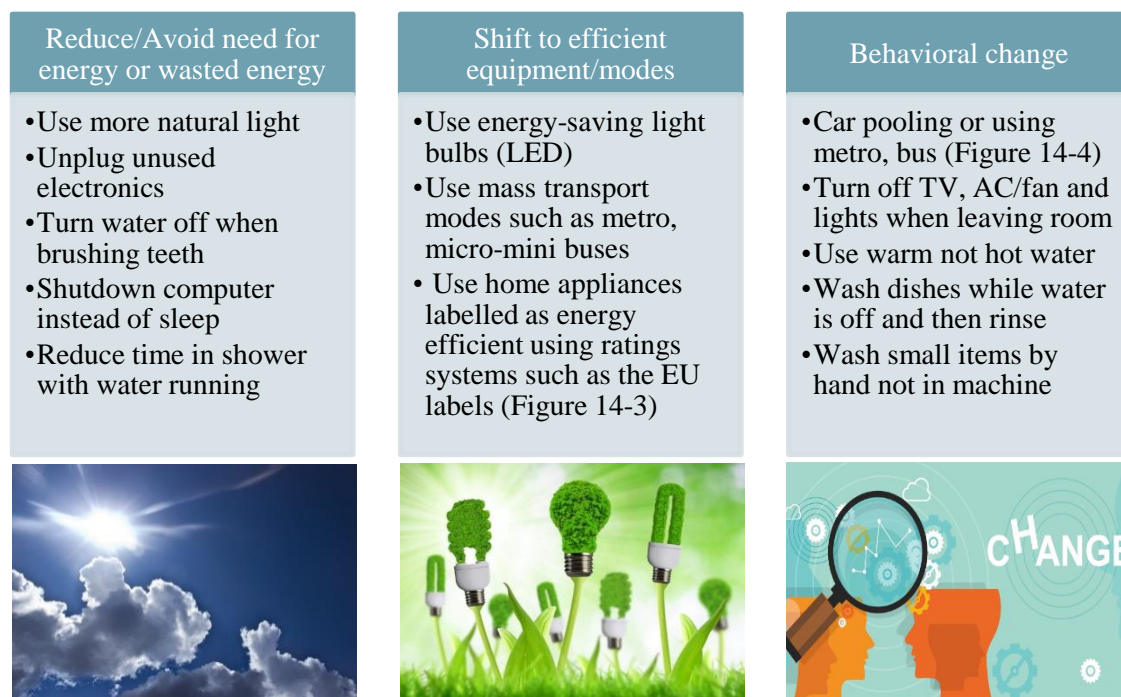 Reduce/Avoid need for
energy or wasted energy
•Use more natural light
•Unplug unused
electronics
•Turn water off when
brushing teeth
•Shutdown computer
instead of sleep
•Reduce time in shower
with water running
Shift to efficient
equipment/modes
•Use energy-saving light
bulbs (LED)
•Use mass transport
modes such as metro,
micro-mini buses
• Use home appliances
labelled as energy
efficient using ratings
systems such as the EU
labels (Figure 14-3)
Behavioral change
•Car pooling or using
metro, bus (Figure 14-4)
•Turn off TV, AC/fan and
lights when leaving room
•Use warm not hot water
•Wash dishes while water
is off and then rinse
•Wash small items by
hand not in machine
CHANGE